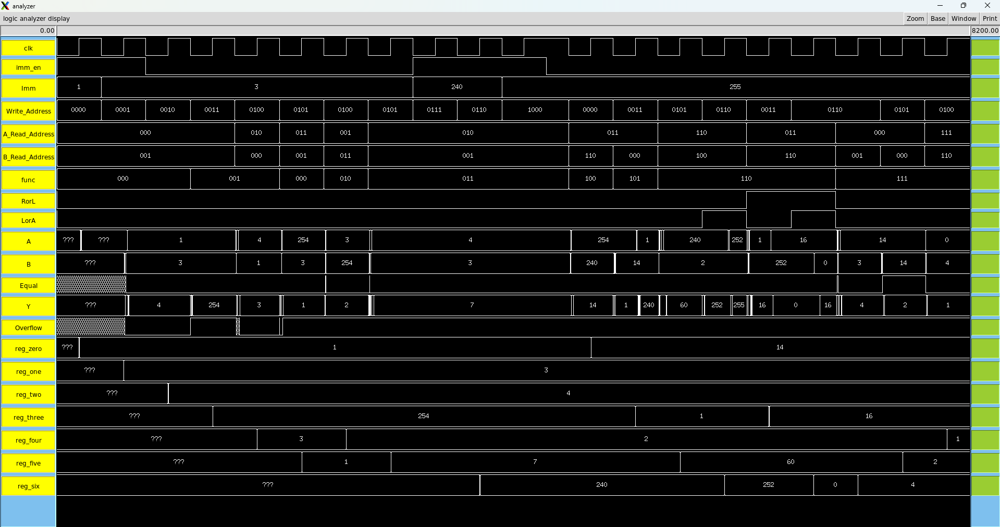 analyzer
logic analyzer display Zoom Base Window Print
0.00 8200.00
clk
imm_en
Imm 1 3 240 255
Write_Address 0000 0001 0010 0011 0100 0101 0100 0101 0111 0110 1000 0000 0011 0101 0110 0011 0110 0101 0100
A_Read_Address 000 010 011 001 010 011 110 011 000 111
B_Read_Address 001 000 001 011 001 110 000 100 110 001 000 110
func 000 001 000 010 011 100 101 110 111
RorL
LorA
A ??? ??? 1 4 254 3 4 254 1 240 252 1 16 14 0
B ??? 3 1 3 254 3 240 14 2 252 0 3 14 4
Equal
Y ??? 4 254 3 1 2 7 14 1 240 60 252 255 16 0 16 4 2 1
Overflow
reg_zero ??? 1 14
reg_one ??? 3
reg_two ??? 4
reg_three ??? 254 1 16
reg_four ??? 3 2 1
reg_five ??? 1 7 60 2
reg_six ??? 240 252 0 4